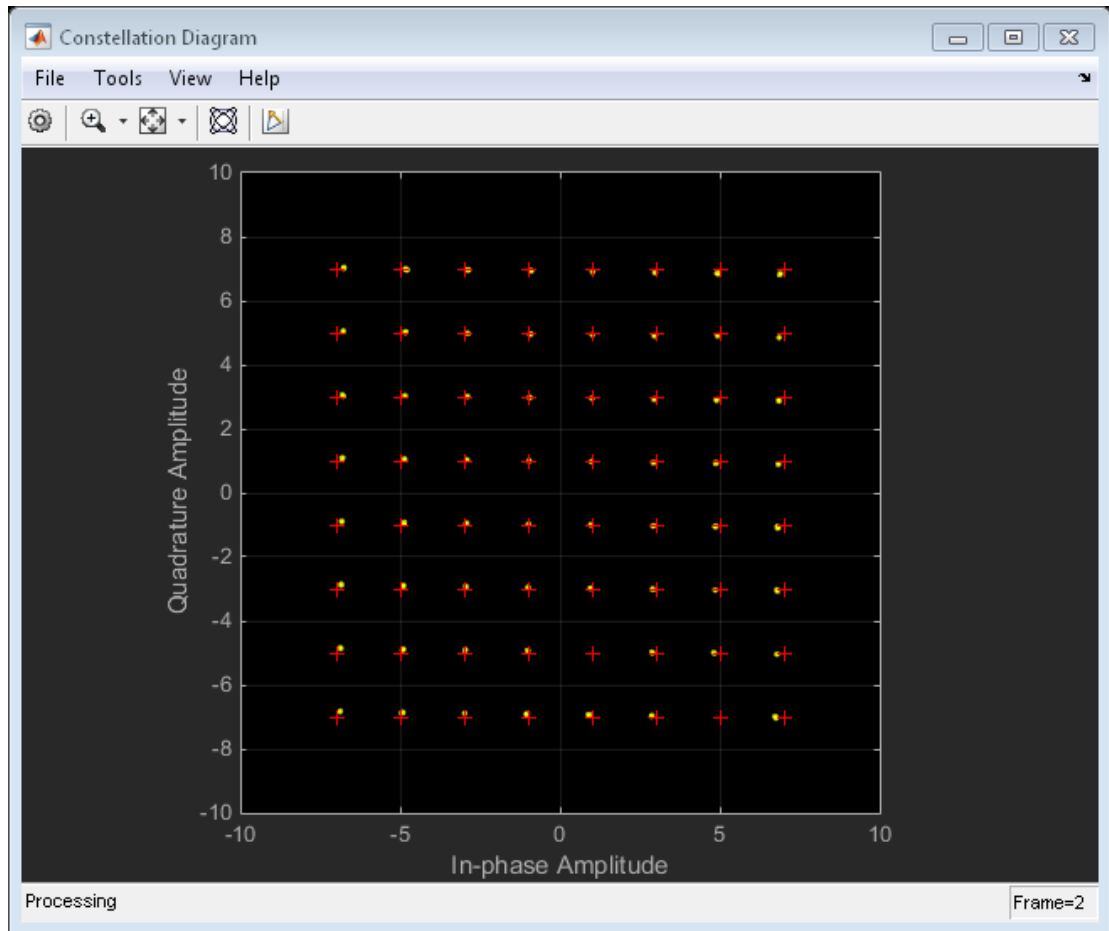 Constellation Diagram
File Tools View Help
10
8
6
4
2
0
-2
-4
-6
-8
-10
Quadrature Amplitude
-10 -5 0 5 10
In-phase Amplitude
Processing Frame=2